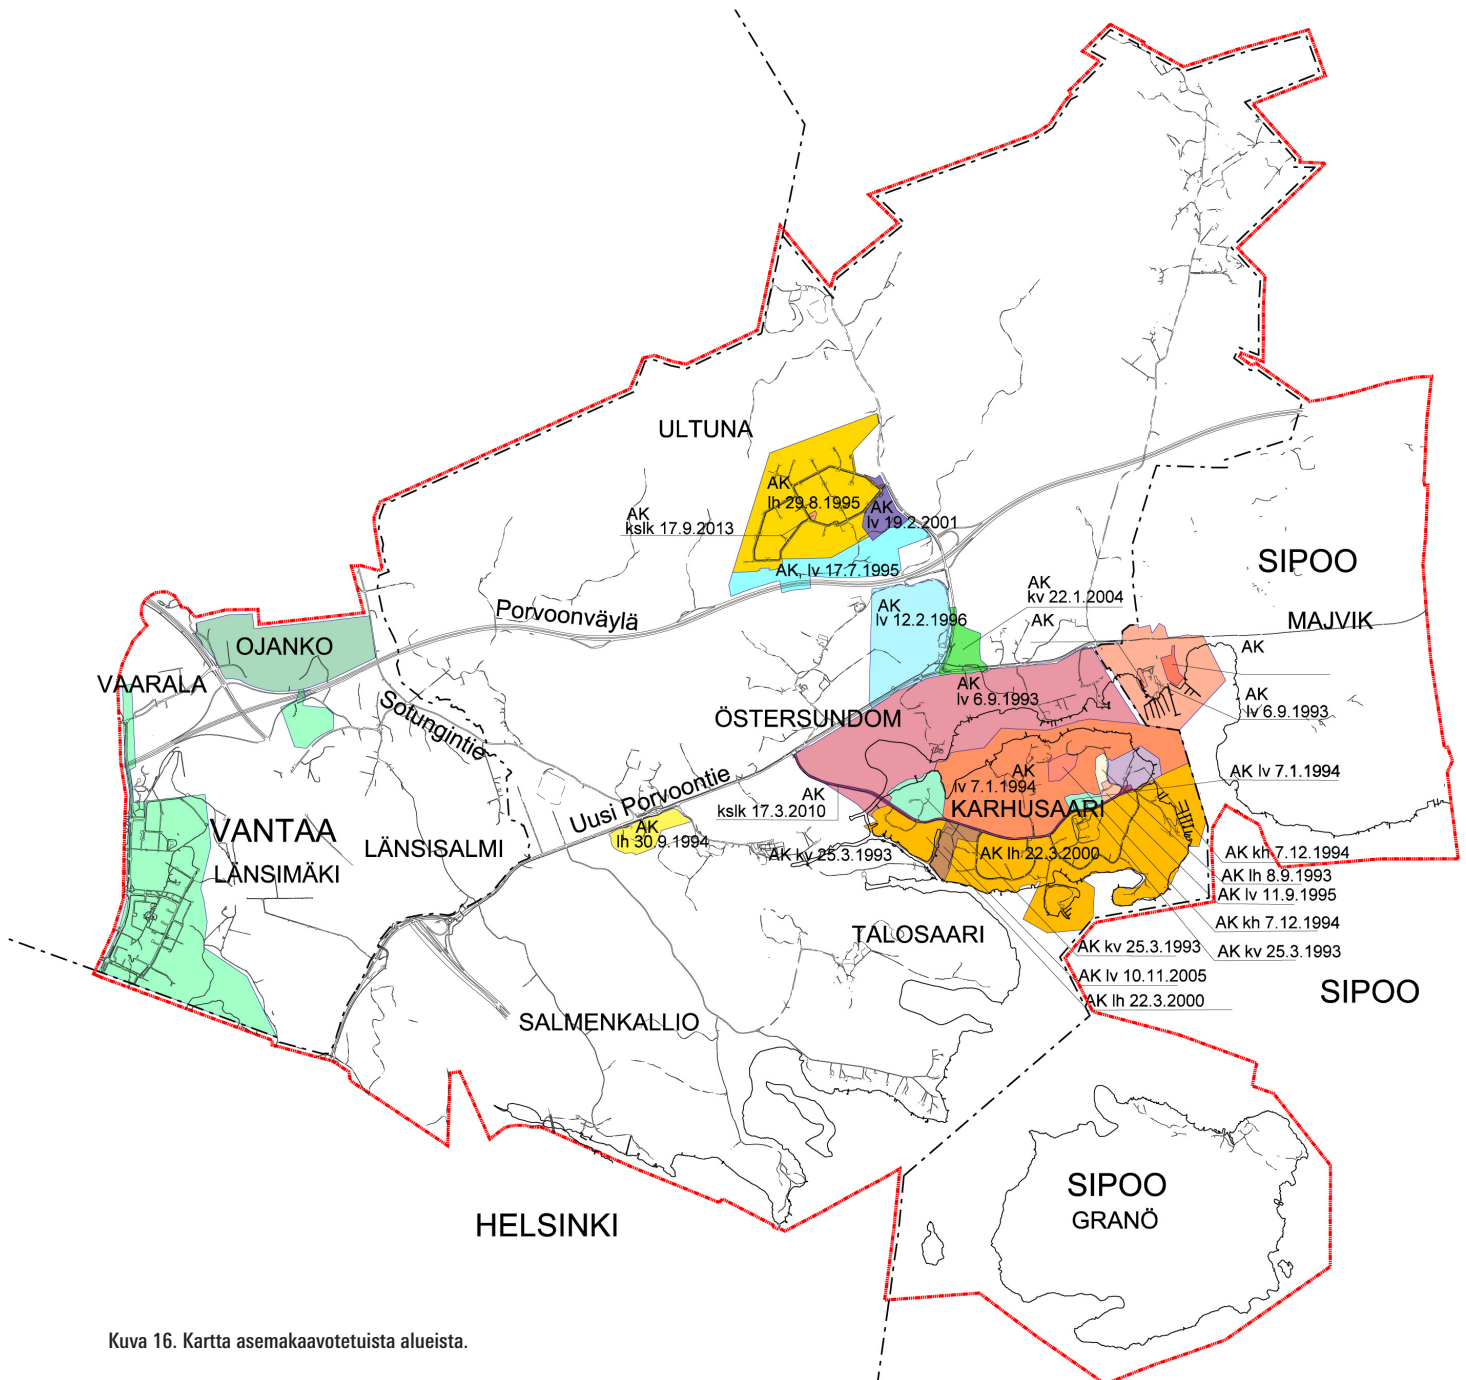 ULTUNA
AK
lh 29.8.1995
AK
kslk 17.9.2013
AK
lv 19.2.2001
AK, lv 17.7.1995
SIPOO
AK
kv 22.1.2004
Porvoonväylä
AK
lv 12.2.1996
AK
MAJVIK
OJANKO
AK
VAARALA
AK
lv 6.9.1993
AK
lv 6.9.1993
Sotungintie
ÖSTERSUNDOM
AK
lv 7.1.1994
AK lv 7.1.1994
AK
kslk 17.3.2010
KARHUSAARI
Uusi Porvoontie
VANTAA
AK
lh 30.9.1994
LÄNSISALMI
AK kv 25.3.1993
AK lh 22.3.2000
AK kh 7.12.1994
LÄNSIMÄKI
AK lh 8.9.1993
AK lv 11.9.1995
AK kh 7.12.1994
TALOSAARI
AK kv 25.3.1993
AK kv 25.3.1993
AK lv 10.11.2005
SIPOO
AK lh 22.3.2000
SALMENKALLIO
SIPOO
GRANÖ
HELSINKI
Kuva 16. Kartta asemakaavotetuista alueista.